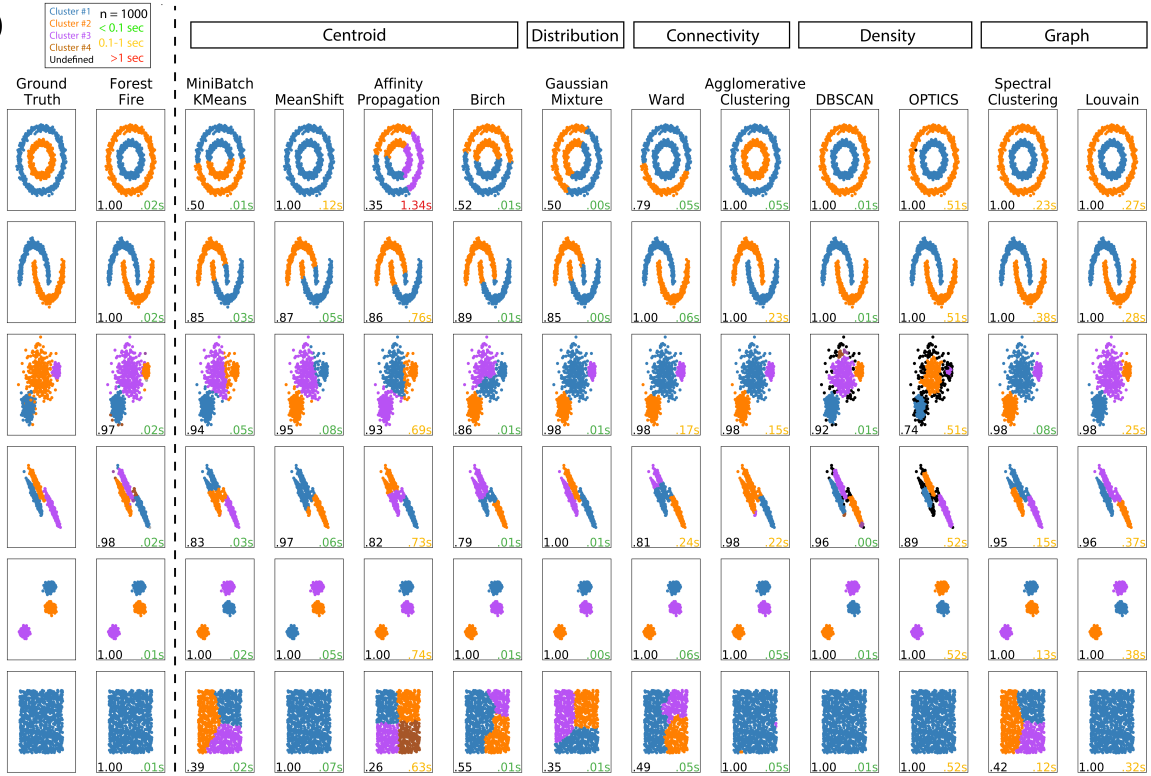 )
Cluster #1 n = 1000
Cluster #2 < 0.1 sec
Cluster #3 0.1-1 sec
Cluster #4 >1 sec
Undefined
Centroid Distribution Connectivity Density Graph
Ground Truth
Forest Fire
MiniBatch KMeans
MeanShift
Affinity Propagation
Birch
Gaussian Mixture
Ward
Agglomerative Clustering
DBSCAN
OPTICS
Spectral Clustering
Louvain
1.00 .02s .50 .01s 1.00 .12s .35 1.34s .52 .01s .50 .00s .79 .05s 1.00 .05s 1.00 .01s 1.00 .51s 1.00 .23s 1.00 .27s
1.00 .02s .85 .03s .87 .05s .86 .76s .89 .01s .85 .00s 1.00 .06s 1.00 .23s 1.00 .01s 1.00 .51s 1.00 .38s 1.00 .28s
.97 .02s .94 .05s .95 .08s .93 .69s .86 .01s .98 .01s .98 .17s .98 .15s .92 .01s .74 .51s .98 .08s .98 .25s
.98 .02s .83 .03s .97 .06s .82 .73s .79 .01s 1.00 .01s .81 .24s .98 .22s .96 .00s .89 .52s .95 .15s .96 .37s
1.00 .01s 1.00 .02s 1.00 .05s 1.00 .74s 1.00 .01s 1.00 .00s 1.00 .06s 1.00 .05s 1.00 .01s 1.00 .52s 1.00 .13s 1.00 .38s
1.00 .01s .39 .02s 1.00 .07s .26 .63s .55 .01s .35 .01s .49 .05s 1.00 .05s 1.00 .01s 1.00 .52s .42 .12s 1.00 .32s